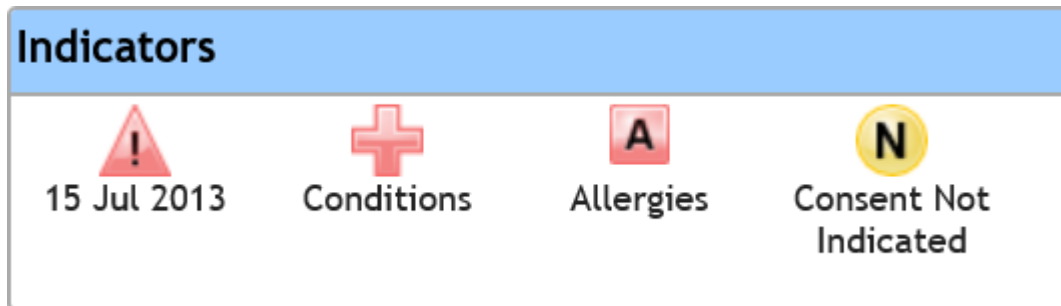 Indicators
! A N
15 Jul 2013 Conditions Allergies Consent Not
Indicated